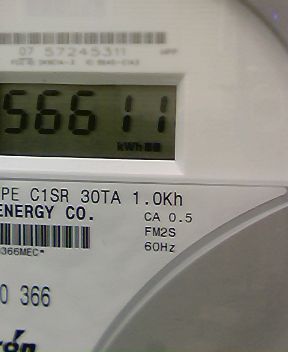 07 57245311
56611
kWh
PE C1SR 30TA 1.0Kh
ENERGY CO.
CA 0.5
FM2S
60Hz
366MEC*
0 366
rón